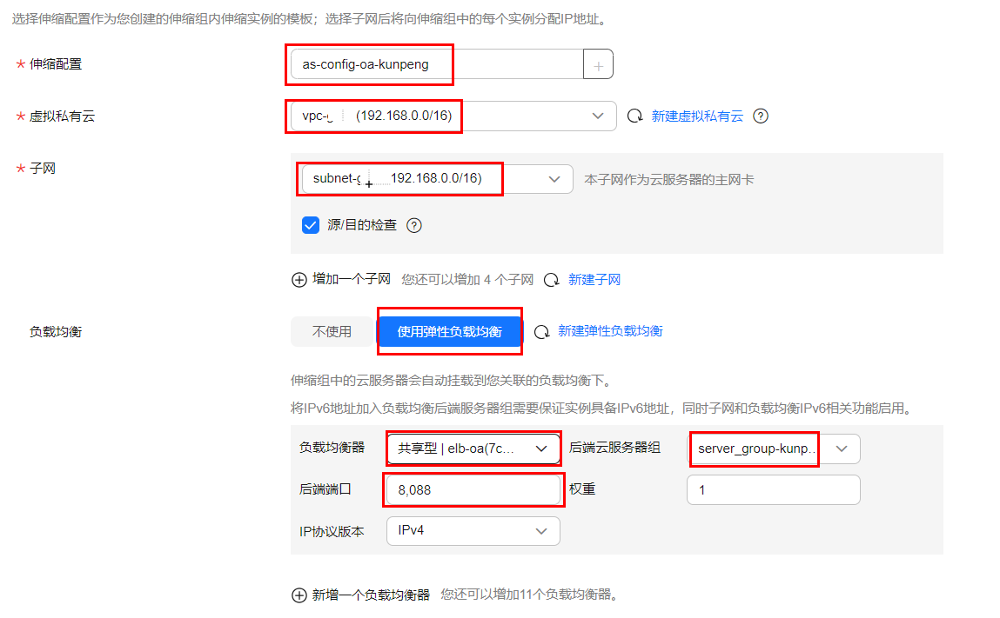 选择伸缩配置作为您创建的伸缩组内伸缩实例的模板；选择子网后将向伸缩组中的每个实例分配IP地址。
* 伸缩配置 as-config-oa-kunpeng +
* 虚拟私有云 vpc- (192.168.0.0/16) 新建虚拟私有云 ?
* 子网 subnet- 192.168.0.0/16) 本子网作为云服务器的主网卡
源/目的检查 ?
增加一个子网 您还可以增加 4 个子网 新建子网
负载均衡 不使用 使用弹性负载均衡 新建弹性负载均衡
伸缩组中的云服务器会自动挂载到您关联的负载均衡下。
将IPv6地址加入负载均衡后端服务器组需要保证实例具备IPv6地址，同时子网和负载均衡IPv6相关功能启用。
负载均衡器 共享型 | elb-oa(7c... 后端云服务器组 server_group-kunp...
后端端口 8,088 权重 1
IP协议版本 IPv4
新增一个负载均衡器 您还可以增加11个负载均衡器。